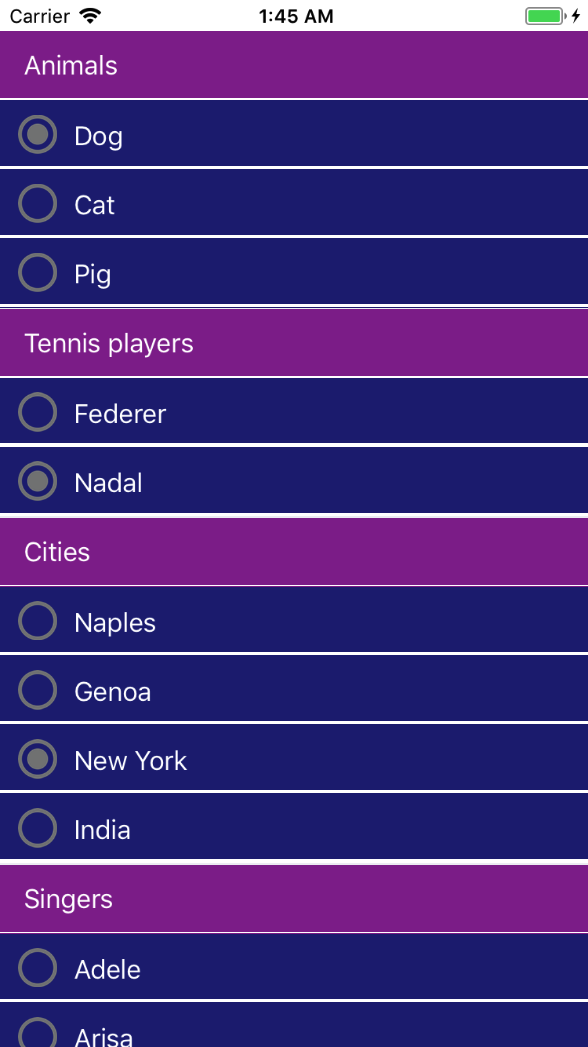 Carrier 1:45 AM
Animals
Dog
Cat
Pig
Tennis players
Federer
Nadal
Cities
Naples
Genoa
New York
India
Singers
Adele
Arisa